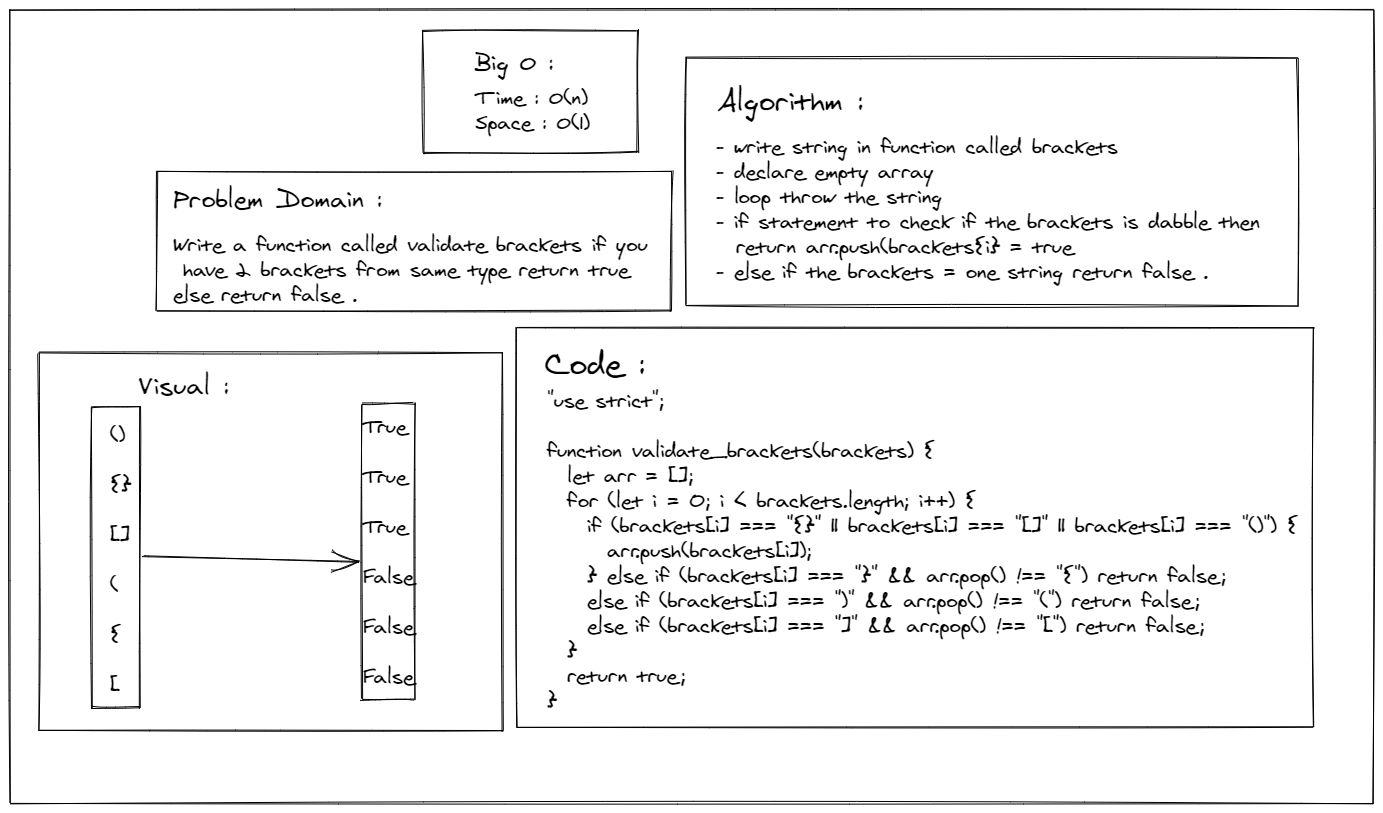 Big O :
Time : O(n)
Space : O(1)
Algorithm :
- write string in function called brackets
- declare empty array
- loop throw the string
- if statement to check if the brackets is dabble then
return arr.push(brackets{i} = true
- else if the brackets = one string return false .
Problem Domain :
Write a function called validate brackets if you
have 2 brackets from same type return true
else return false .
Visual :
()
{}
[]
(
{
[
True
True
True
False
False
False
Code :
"use strict";
function validate_brackets(brackets) {
let arr = [];
for (let i = 0; i < brackets.length; i++) {
if (brackets[i] === "{}" || brackets[i] === "[]" || brackets[i] === "()") {
arr.push(brackets[i]);
} else if (brackets[i] === "}" && arr.pop() !== "{") return false;
else if (brackets[i] === ")" && arr.pop() !== "(") return false;
else if (brackets[i] === "]" && arr.pop() !== "[") return false;
}
return true;
}